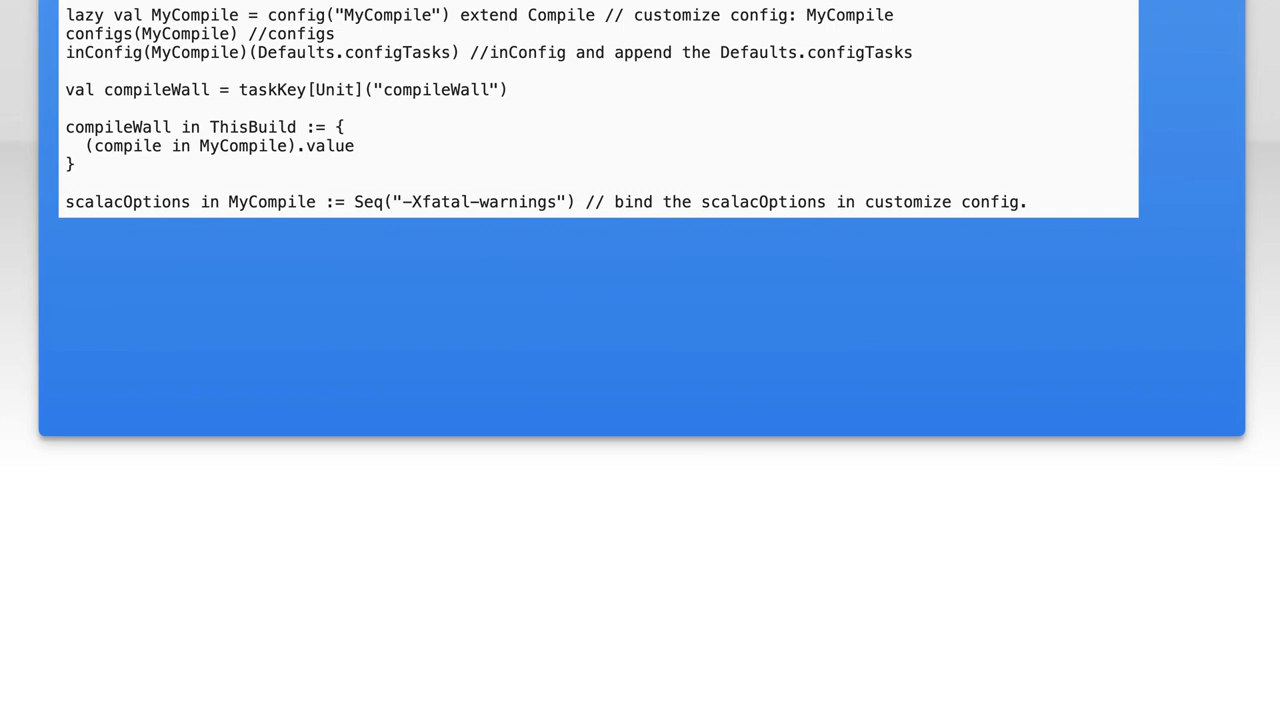 lazy val MyCompile = config("MyCompile") extend Compile // customize config: MyCompile
configs(MyCompile) //configs
inConfig(MyCompile)(Defaults.configTasks) //inConfig and append the Defaults.configTasks
val compileWall = taskKey[Unit]("compileWall")
compileWall in ThisBuild := {
  (compile in MyCompile).value
}
scalacOptions in MyCompile := Seq("-Xfatal-warnings") // bind the scalacOptions in customize config.